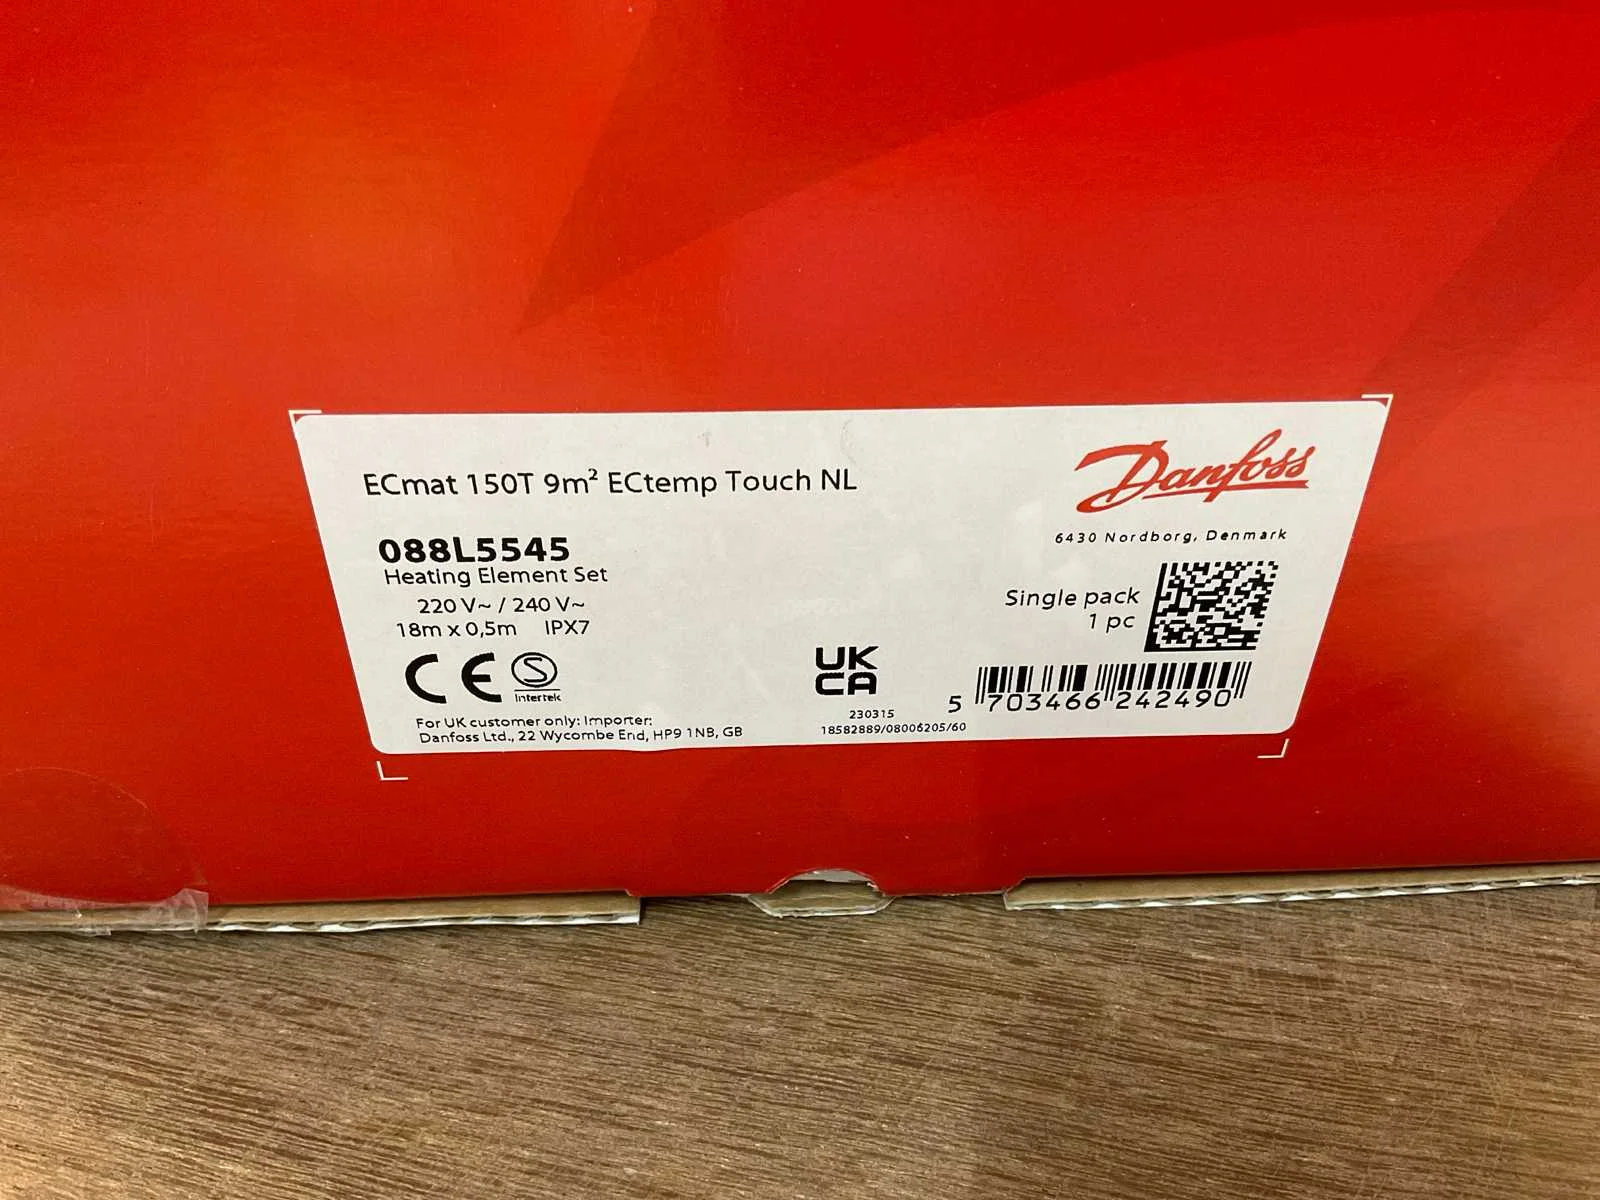 ECmat 150T 9m² ECtemp Touch NL
Danfoss
6430 Nordborg, Denmark
088L5545
Heating Element Set
220 V~ / 240 V~
18m x 0,5m IPX7
Single pack
1 pc
CE
S
Intertek
UK
CA
For UK customer only: Importer:
Danfoss Ltd., 22 Wycombe End, HP9 1NB, GB
230315
18582889/08006205/60
5 703466 242490